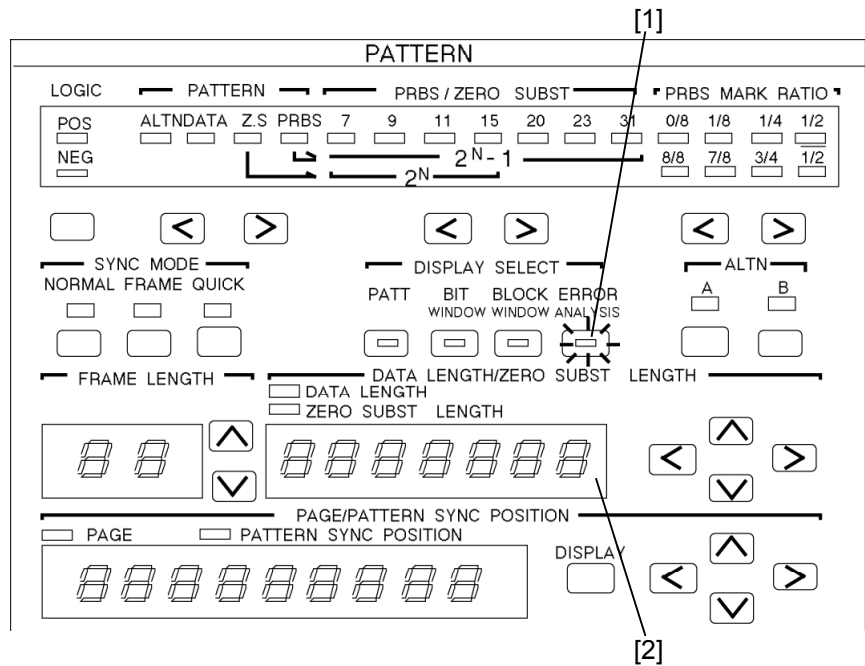 [1]
PATTERN
LOGIC PATTERN PRBS / ZERO SUBST PRBS MARK RATIO
POS ALTN DATA Z.S PRBS 7 9 11 15 20 23 31 0/8 1/8 1/4 1/2
NEG 2N-1 8/8 7/8 3/4 1/2
2N
< > < > < >
SYNC MODE DISPLAY SELECT ALTN
NORMAL FRAME QUICK PATT BIT WINDOW BLOCK WINDOW ERROR ANALYSIS A B
FRAME LENGTH DATA LENGTH/ZERO SUBST LENGTH
DATA LENGTH
ZERO SUBST LENGTH
88 8888888
PAGE/PATTERN SYNC POSITION
PAGE PATTERN SYNC POSITION
DISPLAY
888888888
[2]